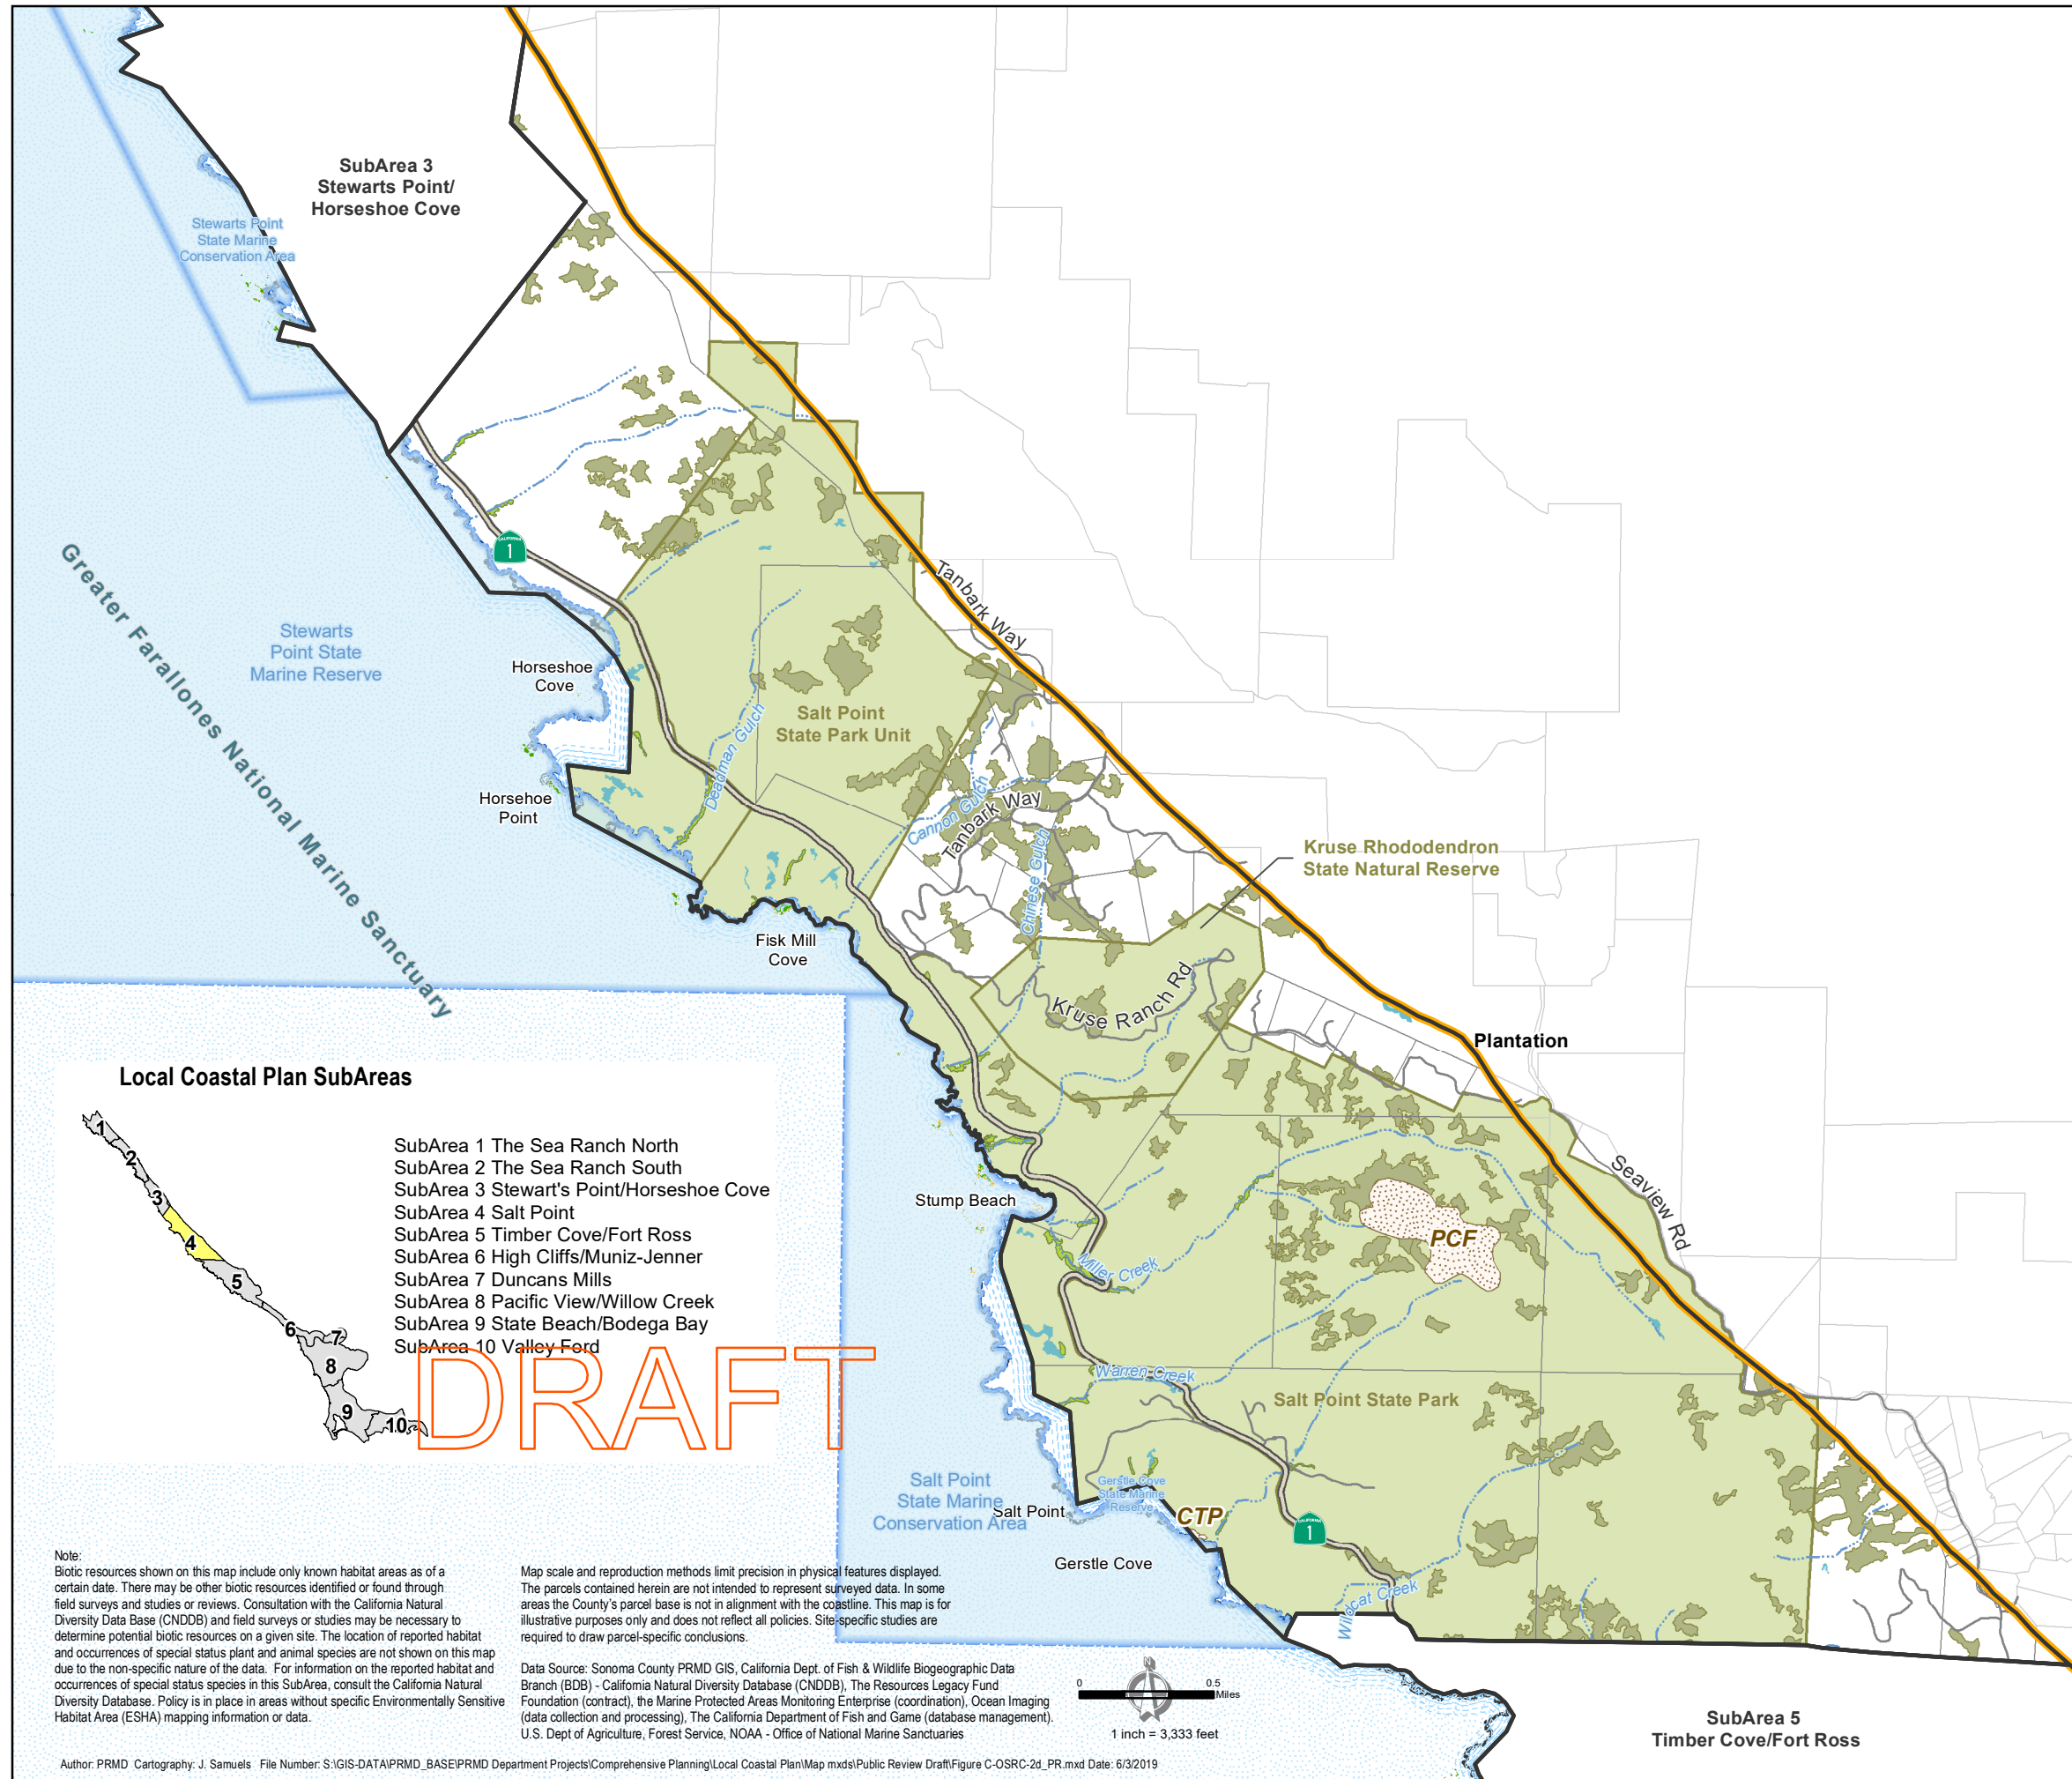 SubArea 3
Stewarts Point/
Horseshoe Cove
Stewarts Point
State Marine
Conservation Area
CALIFORNIA
1
Tanbark Way
Greater Farallones National Marine Sanctuary
Stewarts
Point State
Marine Reserve
Horseshoe
Cove
Salt Point
State Park Unit
Deadman Gulch
Horsehoe
Point
Cannon Gulch
Tanbark Way
Chinese Gulch
Kruse Rhododendron
State Natural Reserve
Fisk Mill
Cove
Kruse Ranch Rd
Plantation
Local Coastal Plan SubAreas
1
2
3
4
5
6
7
8
9
10
SubArea 1 The Sea Ranch North
SubArea 2 The Sea Ranch South
SubArea 3 Stewart's Point/Horseshoe Cove
SubArea 4 Salt Point
SubArea 5 Timber Cove/Fort Ross
SubArea 6 High Cliffs/Muniz-Jenner
SubArea 7 Duncans Mills
SubArea 8 Pacific View/Willow Creek
SubArea 9 State Beach/Bodega Bay
SubArea 10 Valley Ford
DRAFT
Stump Beach
Seaview Rd
PCF
Miller Creek
Warren Creek
Salt Point State Park
Salt Point
State Marine
Conservation Area
Gerstle Cove
State Marine
Reserve
Salt Point
CTP
CALIFORNIA
1
Gerstle Cove
Wildcat Creek
Note:
Biotic resources shown on this map include only known habitat areas as of a
certain date. There may be other biotic resources identified or found through
field surveys and studies or reviews. Consultation with the California Natural
Diversity Data Base (CNDDB) and field surveys or studies may be necessary to
determine potential biotic resources on a given site. The location of reported habitat
and occurrences of special status plant and animal species are not shown on this map
due to the non-specific nature of the data. For information on the reported habitat and
occurrences of special status species in this SubArea, consult the California Natural
Diversity Database. Policy is in place in areas without specific Environmentally Sensitive
Habitat Area (ESHA) mapping information or data.
Map scale and reproduction methods limit precision in physical features displayed.
The parcels contained herein are not intended to represent surveyed data. In some
areas the County's parcel base is not in alignment with the coastline. This map is for
illustrative purposes only and does not reflect all policies. Site-specific studies are
required to draw parcel-specific conclusions.
Data Source: Sonoma County PRMD GIS, California Dept. of Fish & Wildlife Biogeographic Data
Branch (BDB) - California Natural Diversity Database (CNDDB), The Resources Legacy Fund
Foundation (contract), the Marine Protected Areas Monitoring Enterprise (coordination), Ocean Imaging
(data collection and processing), The California Department of Fish and Game (database management).
U.S. Dept of Agriculture, Forest Service, NOAA - Office of National Marine Sanctuaries
N
0 0.5
Miles
1 inch = 3,333 feet
SubArea 5
Timber Cove/Fort Ross
Author: PRMD Cartography: J. Samuels File Number: S:\GIS-DATA\PRMD_BASE\PRMD Department Projects\Comprehensive Planning\Local Coastal Plan\Map mxds\Public Review Draft\Figure C-OSRC-2d_PR.mxd Date: 6/3/2019